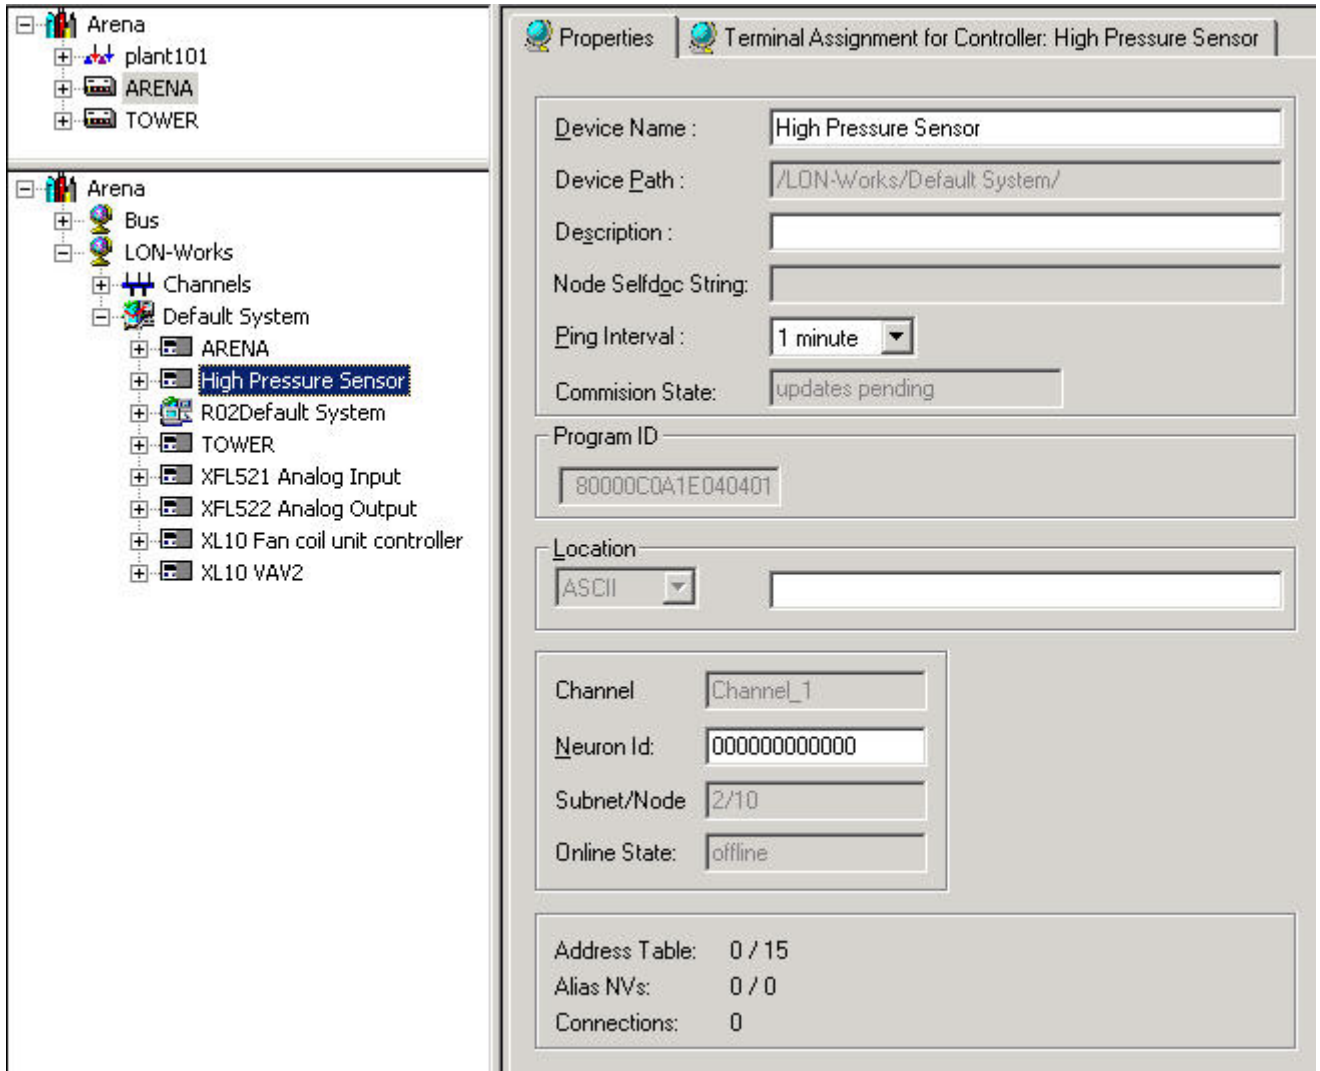 Arena
plant101
ARENA
TOWER
Arena
Bus
LON-Works
Channels
Default System
ARENA
High Pressure Sensor
R02Default System
TOWER
XFL521 Analog Input
XFL522 Analog Output
XL10 Fan coil unit controller
XL10 VAV2
Properties
Terminal Assignment for Controller: High Pressure Sensor
Device Name : High Pressure Sensor
Device Path : /LON-Works/Default System/
Description :
Node Selfdoc String:
Ping Interval : 1 minute
Commision State: updates pending
Program ID
80000C0A1E040401
Location
ASCII
Channel Channel_1
Neuron Id: 000000000000
Subnet/Node 2/10
Online State: offline
Address Table: 0 / 15
Alias NVs: 0 / 0
Connections: 0